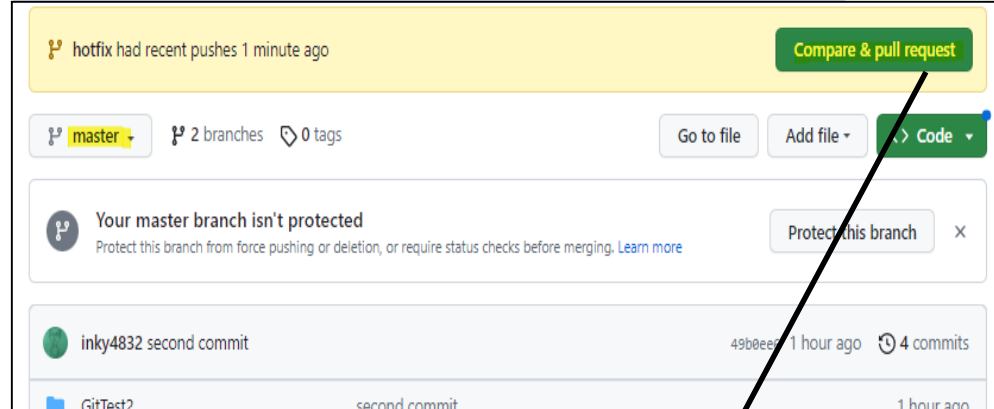 hotfix had recent pushes 1 minute ago Compare & pull request
master 2 branches 0 tags Go to file Add file Code
Your master branch isn't protected
Protect this branch from force pushing or deletion, or require status checks before merging. Learn more
Protect this branch
inky4832 second commit 1 hour ago 4 commits
GitTest2 second commit 1 hour ago